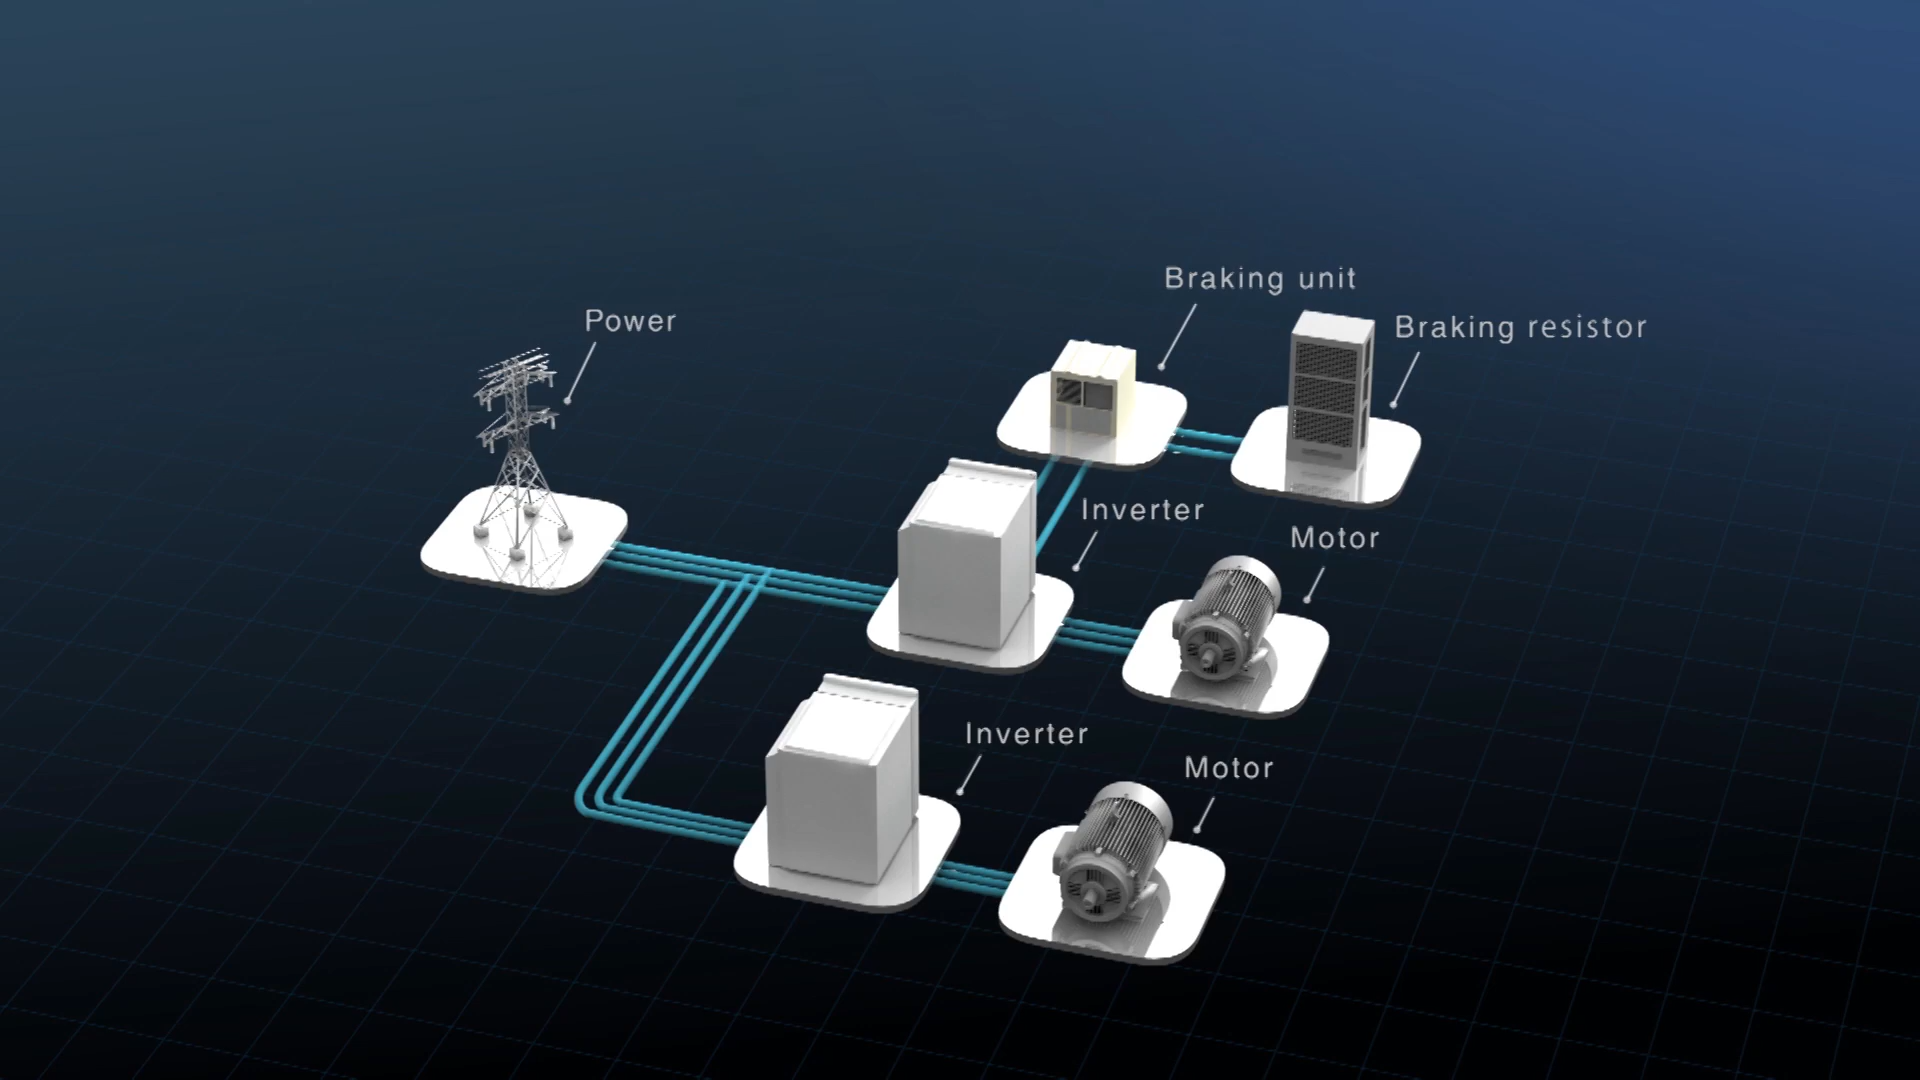 Braking unit
Power
Braking resistor
Inverter
Motor
Inverter
Motor